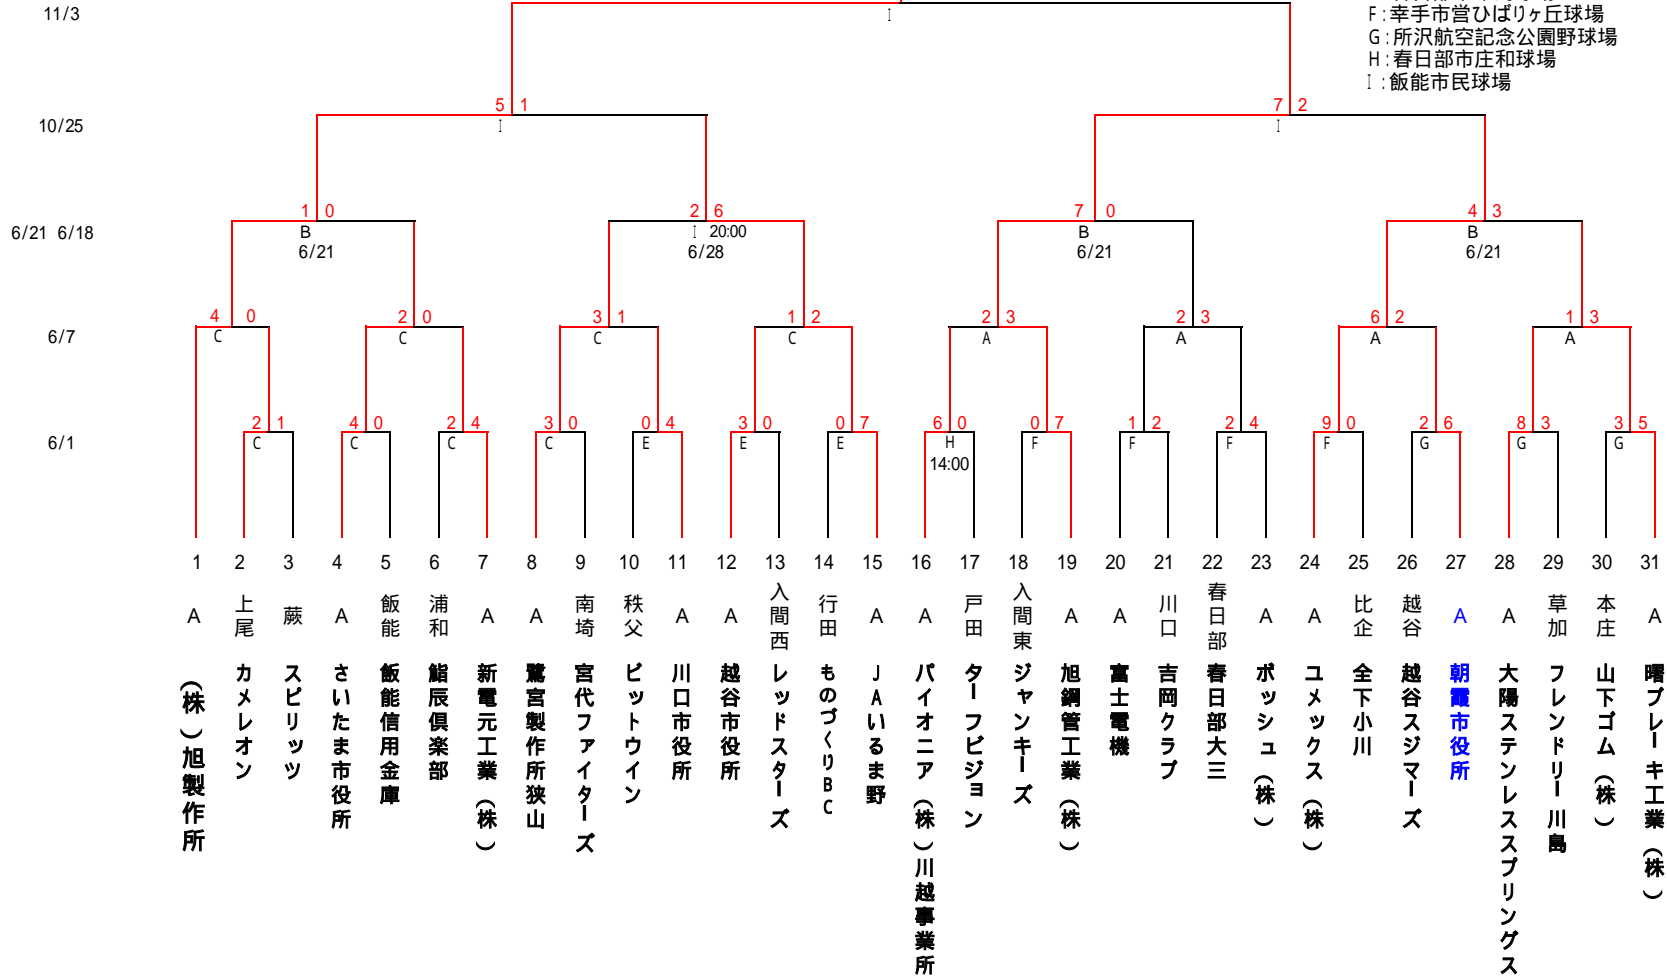 11/3
I
F:幸手市営ひばりヶ丘球場
G:所沢航空記念公園野球場
H:春日部市庄和球場
I:飯能市民球場
10/25
5 1
I
7 2
I
6/21 6/18
1 0
B
6/21
2 6
I 20:00
6/28
7 0
B
6/21
4 3
B
6/21
6/7
4 0
C
2 0
C
3 1
C
1 2
C
2 3
A
2 3
A
6 2
A
1 3
A
6/1
2 1
C
4 0
C
2 4
C
3 0
C
0 4
E
3 0
E
0 7
E
6 0
H
14:00
0 7
F
1 2
F
2 4
F
9 0
F
2 6
G
8 3
G
3 5
G
1 A (株)旭製作所
2 上尾 カメレオン
3 蕨 スピリッツ
4 A さいたま市役所
5 飯能 飯能信用金庫
6 浦和 鮨辰倶楽部
7 A 新電元工業(株)
8 A 鷺宮製作所狭山
9 南埼 宮代ファイターズ
10 秩父 ビットウイン
11 A 川口市役所
12 A 越谷市役所
13 入間西 レッドスターズ
14 行田 ものづくりBC
15 A JAいるま野
16 A パイオニア(株)川越事業所
17 戸田 ターフビジョン
18 入間東 ジャンキーズ
19 A 旭鋼管工業(株)
20 A 富士電機
21 川口 吉岡クラブ
22 春日部 春日部大三
23 A ボッシュ(株)
24 A ユメックス(株)
25 比企 全下小川
26 越谷 越谷スジマーズ
27 A 朝霞市役所
28 A 大陽ステンレススプリングス
29 草加 フレンドリー川島
30 本庄 山下ゴム(株)
31 A 曙ブレーキ工業(株)